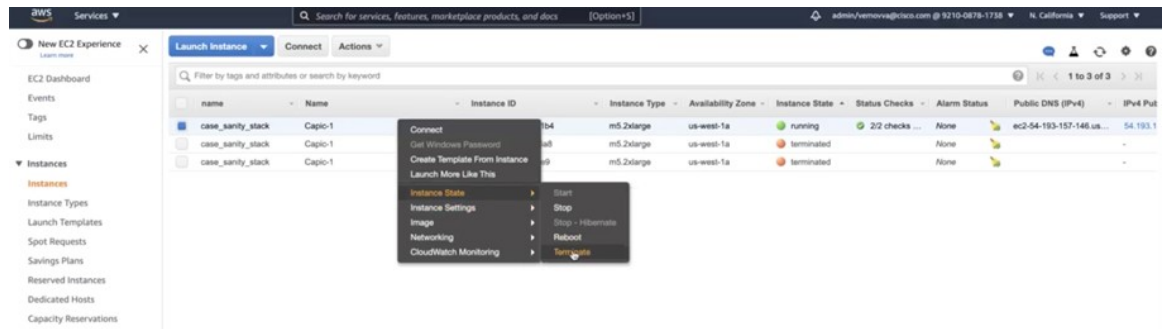 aws Services Search for services, features, marketplace products, and docs [Option+S] admin/vernovva@cisco.com @ 9210-0878-1738 N. California Support
New EC2 Experience
Learn more
Launch Instance Connect Actions
EC2 Dashboard
Events
Tags
Limits
Instances
Instances
Instance Types
Launch Templates
Spot Requests
Savings Plans
Reserved Instances
Dedicated Hosts
Capacity Reservations
Filter by tags and attributes or search by keyword 1 to 3 of 3
name Name Instance ID Instance Type Availability Zone Instance State Status Checks Alarm Status Public DNS (IPv4) IPv4 Pub
case_sanity_stack Capic-1 1b4 m5.2xlarge us-west-1a running 2/2 checks ... None ec2-54-193-157-146.us... 54.193.1
case_sanity_stack Capic-1 m5.2xlarge us-west-1a terminated None -
case_sanity_stack Capic-1 m5.2xlarge us-west-1a terminated None -
Connect
Get Windows Password
Create Template From Instance
Launch More Like This
Instance State
Instance Settings
Image
Networking
CloudWatch Monitoring
Start
Stop
Stop - Hibernate
Reboot
Terminate